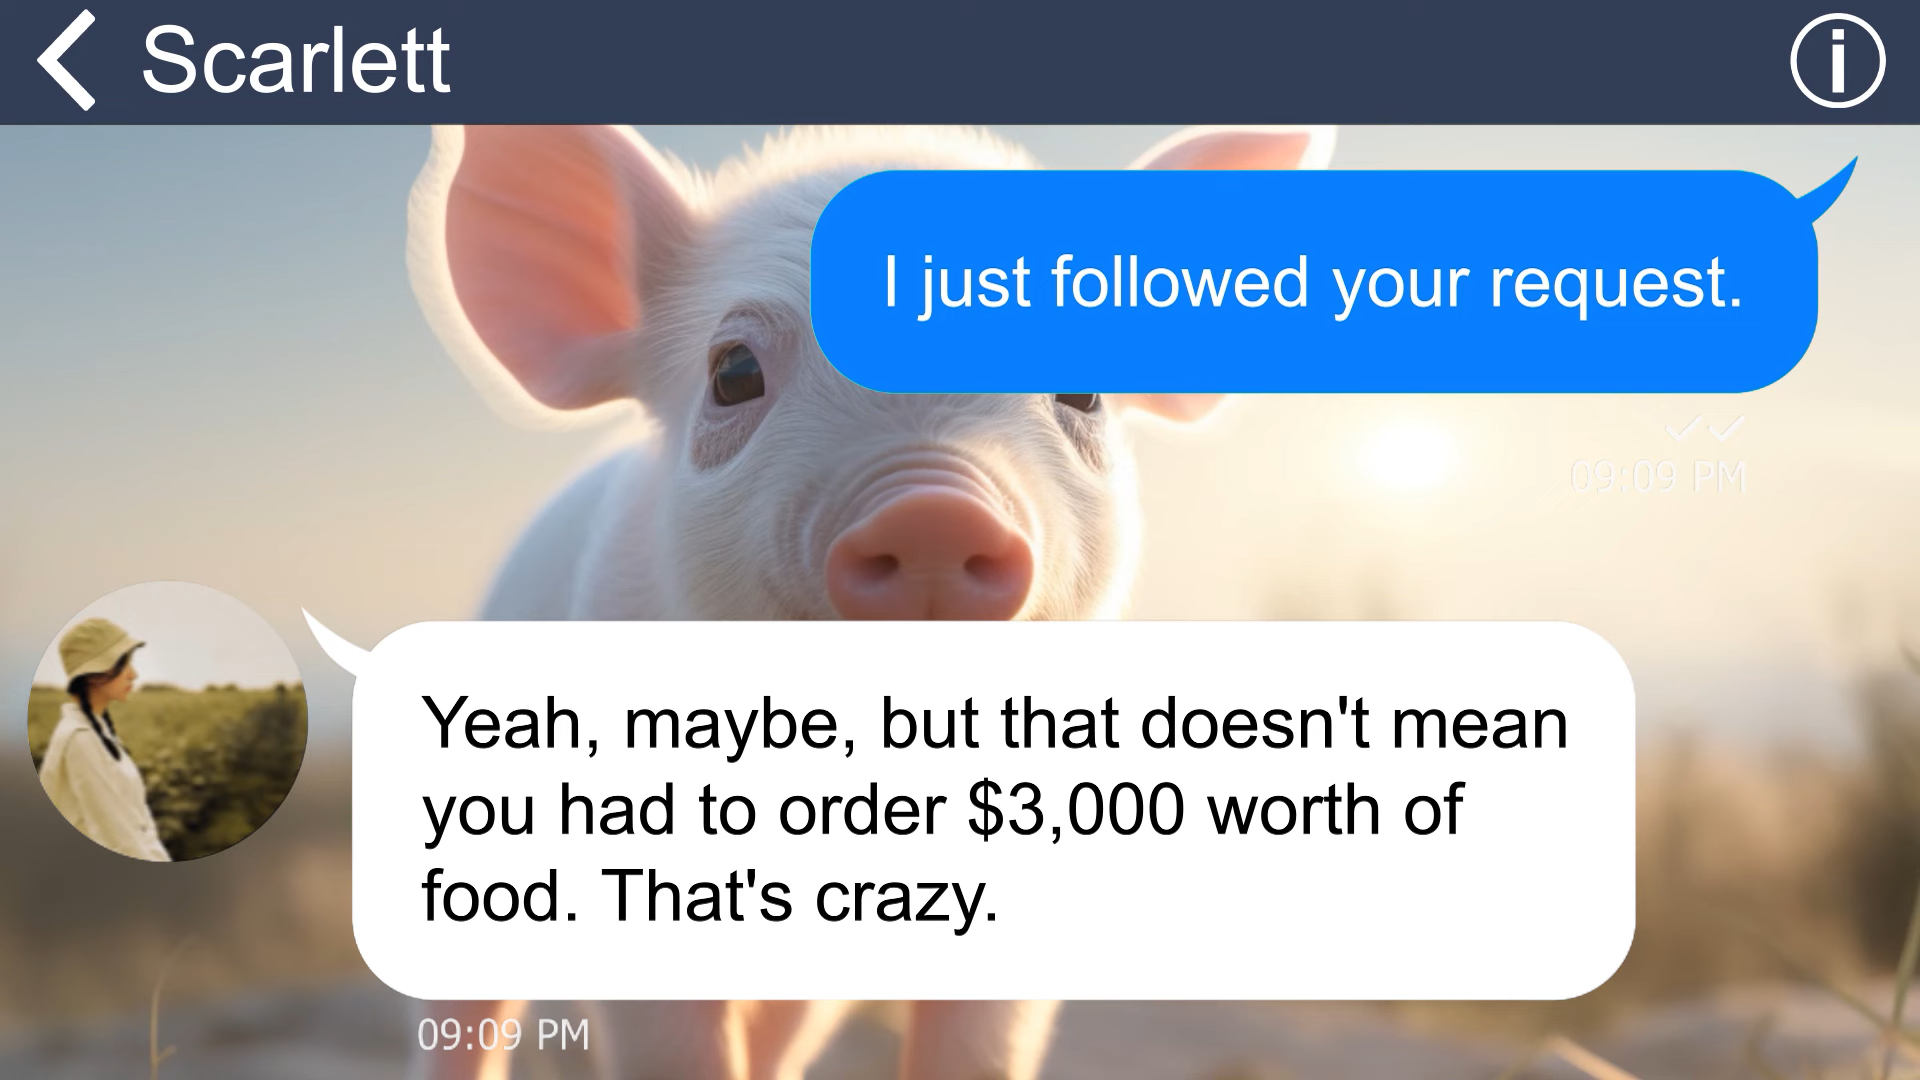 Scarlett
I just followed your request.
09:09 PM
Yeah, maybe, but that doesn't mean
you had to order $3,000 worth of
food. That's crazy.
09:09 PM